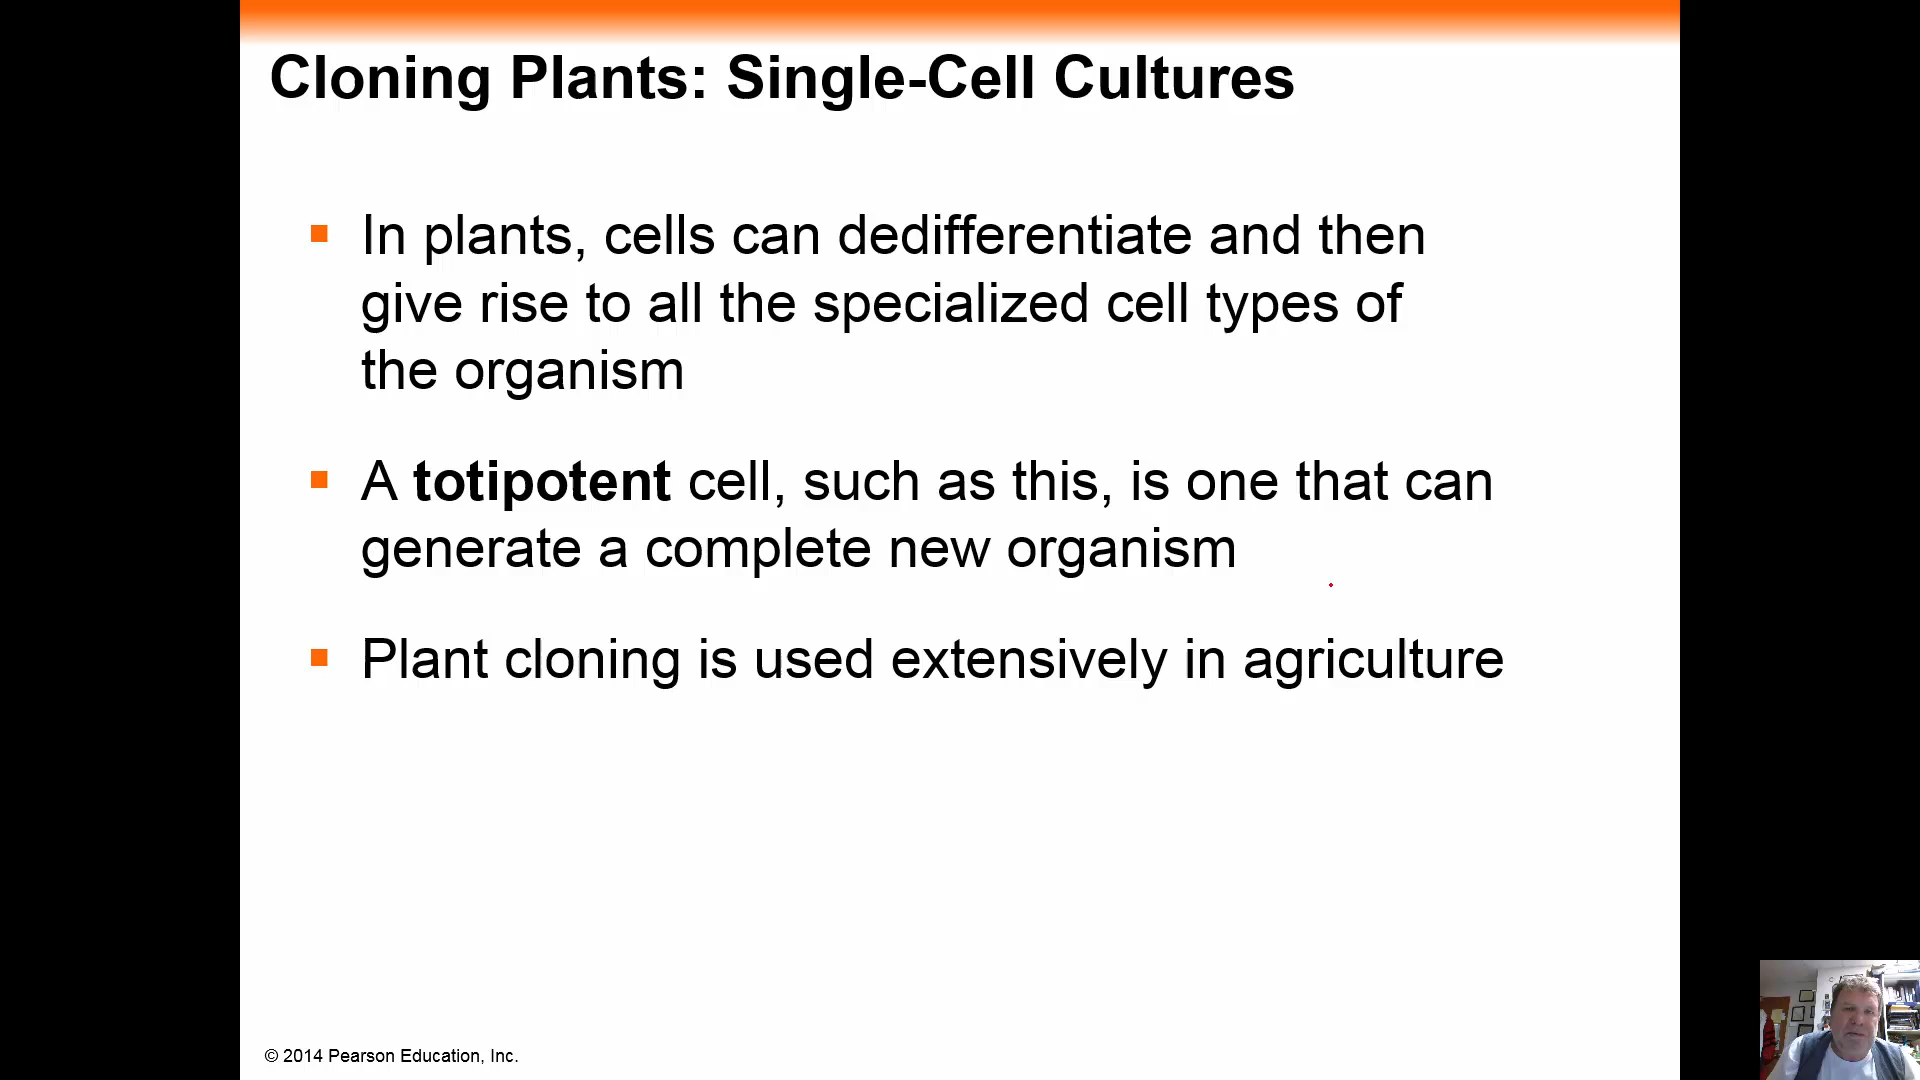 Cloning Plants: Single-Cell Cultures
In plants, cells can dedifferentiate and then
give rise to all the specialized cell types of
the organism
A totipotent cell, such as this, is one that can
generate a complete new organism
Plant cloning is used extensively in agriculture
© 2014 Pearson Education, Inc.